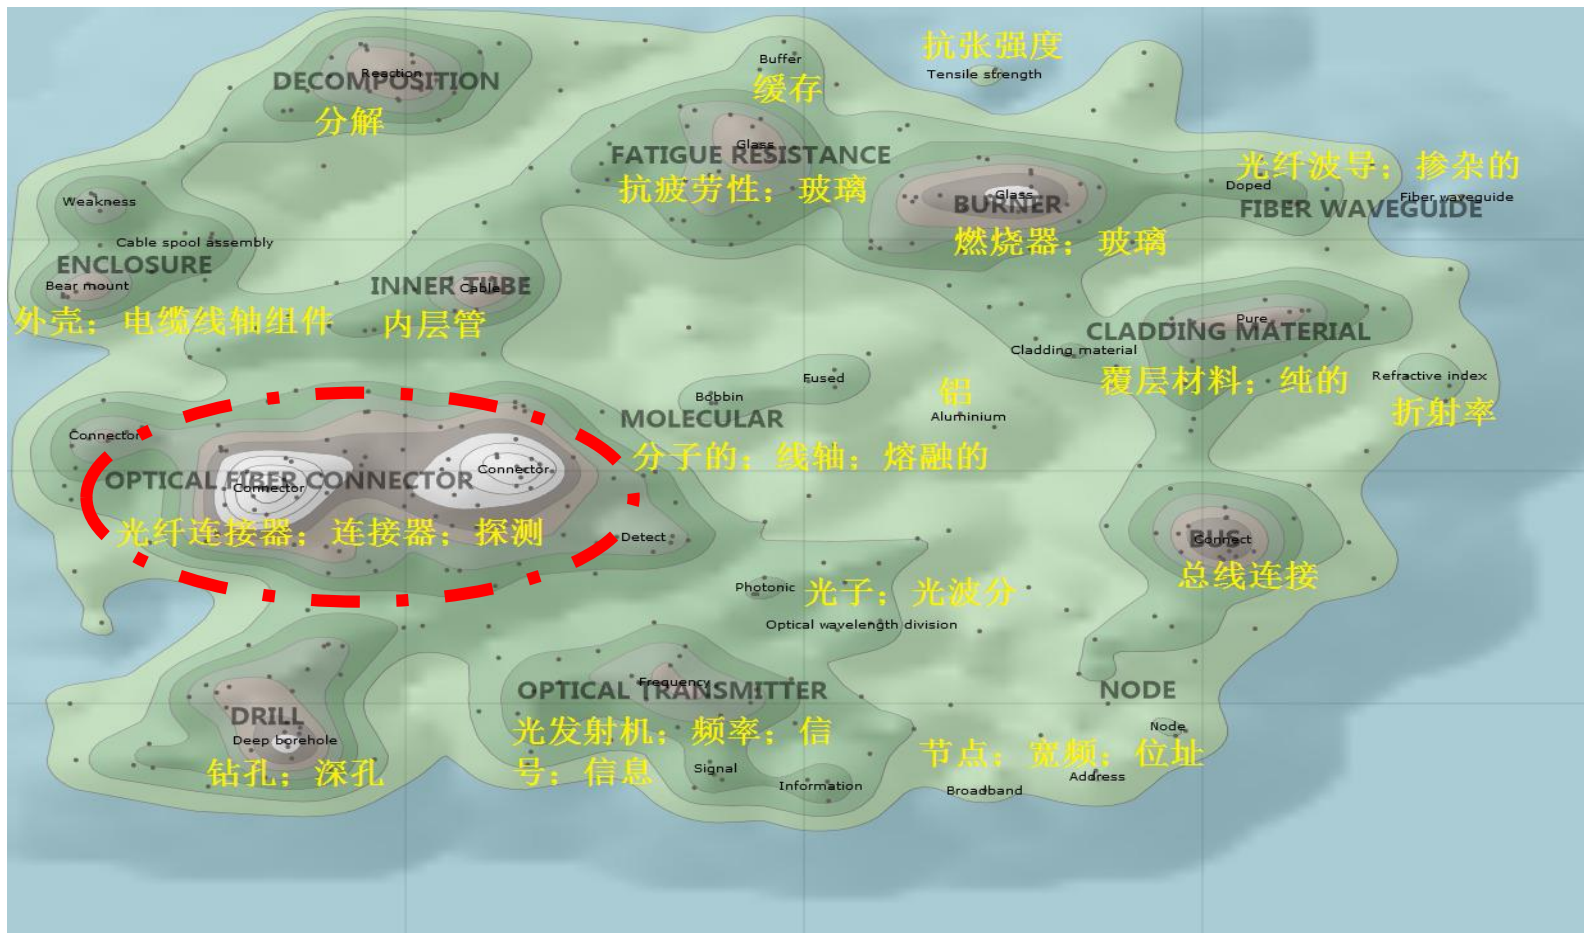 抗张强度
Buffer
Tensile strength
Reaction
DECOMPOSITION
缓存
分解
Glass
FATIGUE RESISTANCE
抗疲劳性；玻璃
光纤波导；掺杂的
Doped
Fiber waveguide
FIBER WAVEGUIDE
Glass
BURNER
燃烧器；玻璃
Weakness
Cable spool assembly
ENCLOSURE
Bear mount
外壳；电缆线轴组件
INNER TUBE
Cable
内层管
Pure
CLADDING MATERIAL
Cladding material
覆层材料；纯的
Refractive index
折射率
Fused
Bobbin
MOLECULAR
分子的；线轴；熔融的
铝
Aluminium
Connector
OPTICAL FIBER CONNECTOR
Connector
Connector
光纤连接器；连接器；探测
Detect
BUS
Connect
总线连接
Photonic
光子；光波分
Optical wavelength division
Frequency
OPTICAL TRANSMITTER
光发射机；频率；信
号；信息
Signal
Information
NODE
Node
节点；宽频；位址
Address
Broadband
DRILL
Deep borehole
钻孔；深孔